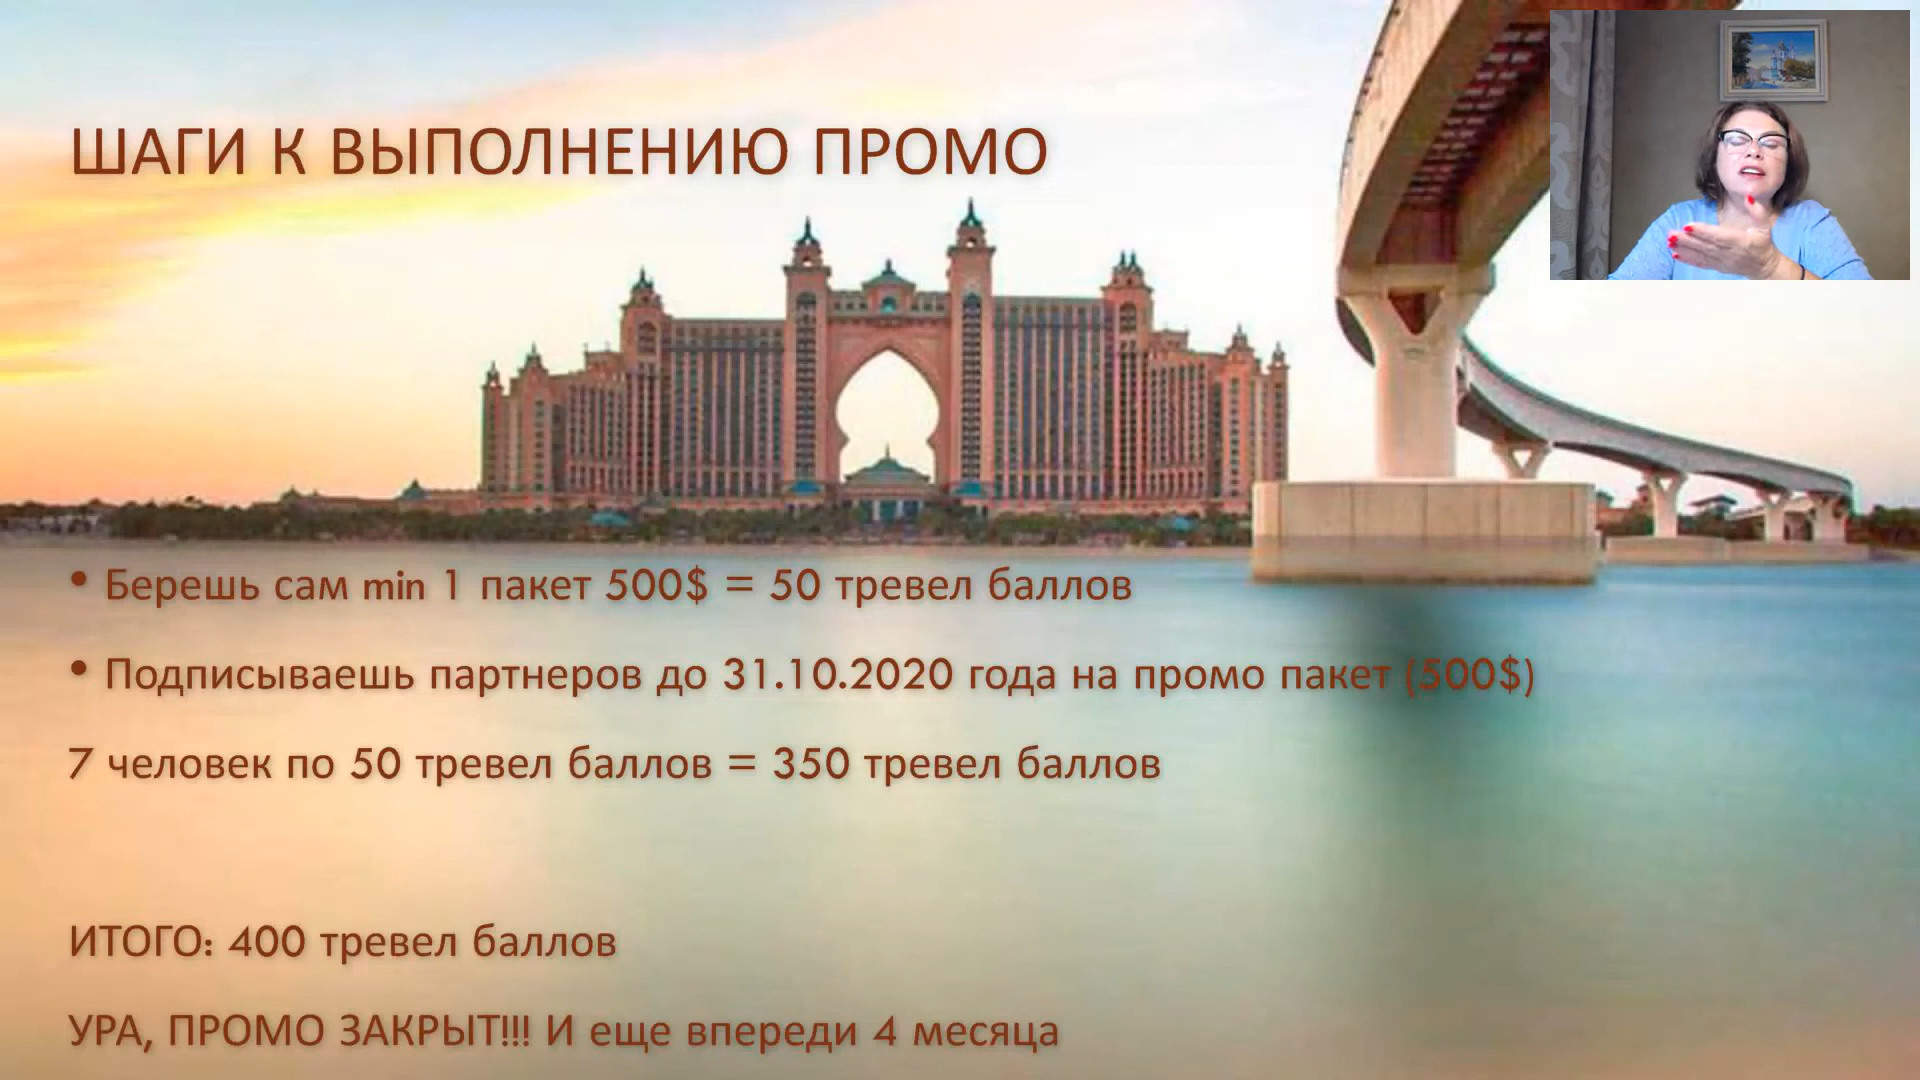 ШАГИ К ВЫПОЛНЕНИЮ ПРОМО
• Берешь сам min 1 пакет 500$ = 50 тревел баллов
• Подписываешь партнеров до 31.10.2020 года на промо пакет (500$)
7 человек по 50 тревел баллов = 350 тревел баллов
ИТОГО: 400 тревел баллов
УРА, ПРОМО ЗАКРЫТ!!! И еще впереди 4 месяца